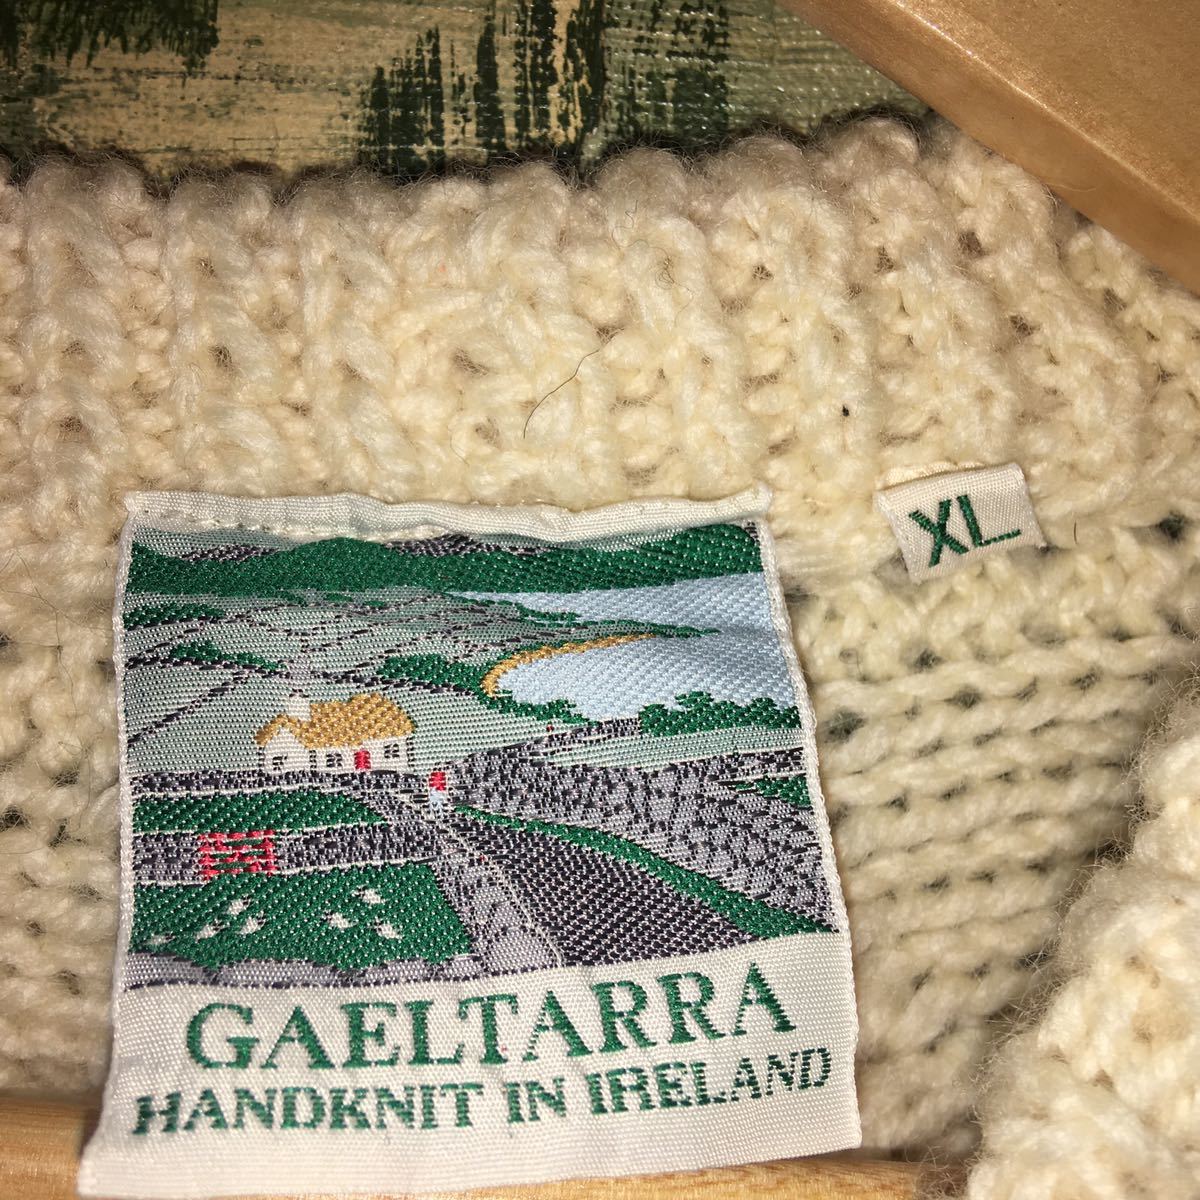 XL
GAELTARRA
HANDKNIT IN IRELAND